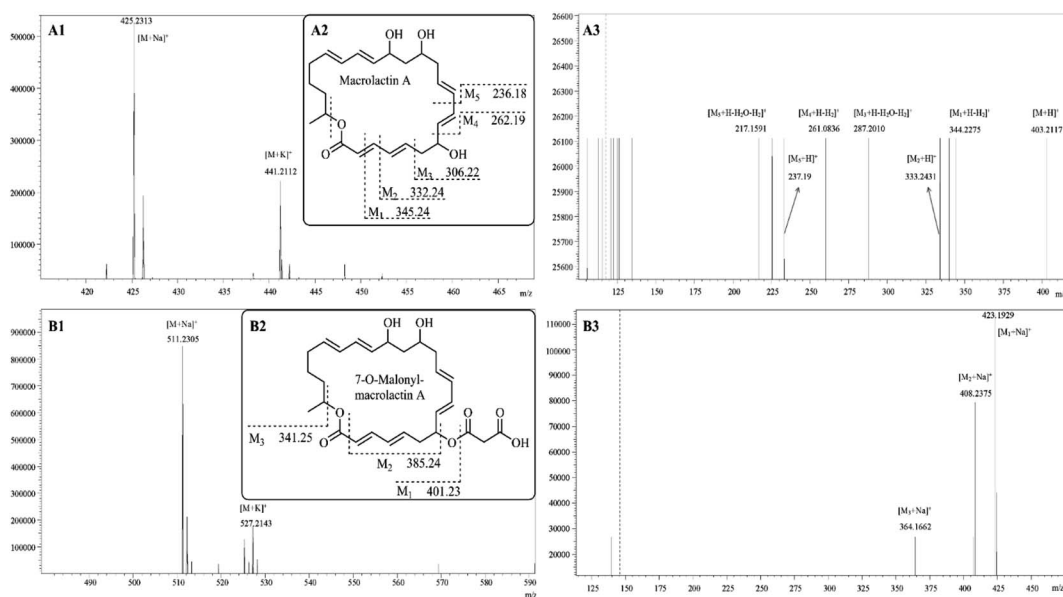 A1
425.2313
[M+Na]⁺
[M+K]⁺
441.2112
500000
400000
300000
200000
100000
420
425
430
435
440
445
450
455
460
465
m/z
A2
OH OH
Macrolactin A
O
O
OH
M₅ 236.18
M₄ 262.19
M₃ 306.22
M₂ 332.24
M₁ 345.24
A3
26600
26500
26400
26300
26200
26100
26000
25900
25800
25700
25600
[M₅+H-H₂O-H₂]⁺
217.1591
[M₄+H-H₂]⁺
261.0836
[M₃+H-H₂O-H₂]⁺
287.2010
[M₁+H-H₂]⁺
344.2275
[M+H]⁺
403.2117
[M₅-H]⁺
237.19
[M₂+H]⁺
333.2431
125
150
175
200
225
250
275
300
325
350
375
400
B1
[M+Na]⁺
511.2305
[M+K]⁺
527.2143
900000
800000
700000
600000
500000
400000
300000
200000
100000
490
500
510
520
530
540
550
560
570
580
590
m/z
B2
OH OH
7-O-Malonyl-
macrolactin A
O
O
O
O
O
OH
M₃ 341.25
M₂ 385.24
M₁ 401.23
B3
423.1929
[M₁+Na]⁺
[M₂+Na]⁺
408.2375
[M₃+Na]⁺
364.1662
110000
100000
90000
80000
70000
60000
50000
40000
30000
20000
125
150
175
200
225
250
275
300
325
350
375
400
425
450
m/z